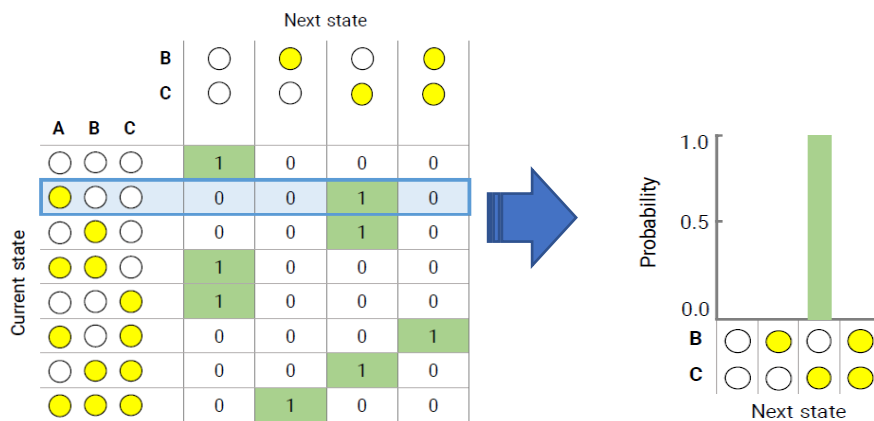 Next state
B
C
A B C
1 0 0 0
0 0 1 0
0 0 1 0
1 0 0 0
1 0 0 0
0 0 0 1
0 0 1 0
0 1 0 0
Current state
1.0
0.5
0.0
Probability
B
C
Next state